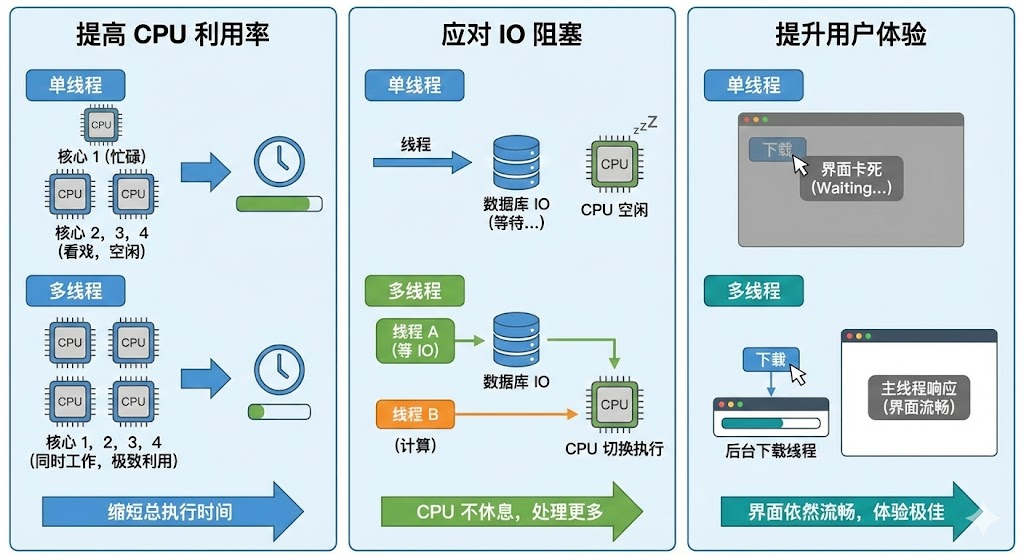 提高 CPU 利用率
单线程
CPU
核心 1 (忙碌)
CPU
CPU
核心 2，3，4
(看戏，空闲)
多线程
CPU
CPU
CPU
CPU
核心 1，2，3，4
(同时工作，极致利用)
缩短总执行时间
应对 IO 阻塞
单线程
线程
数据库 IO
(等待...)
zzZ
CPU
CPU 空闲
多线程
线程 A
(等 IO)
数据库 IO
线程 B
(计算)
CPU
CPU 切换执行
CPU 不休息，处理更多
提升用户体验
单线程
下载
界面卡死
(Waiting...)
多线程
下载
后台下载线程
主线程响应
(界面流畅)
界面依然流畅，体验极佳